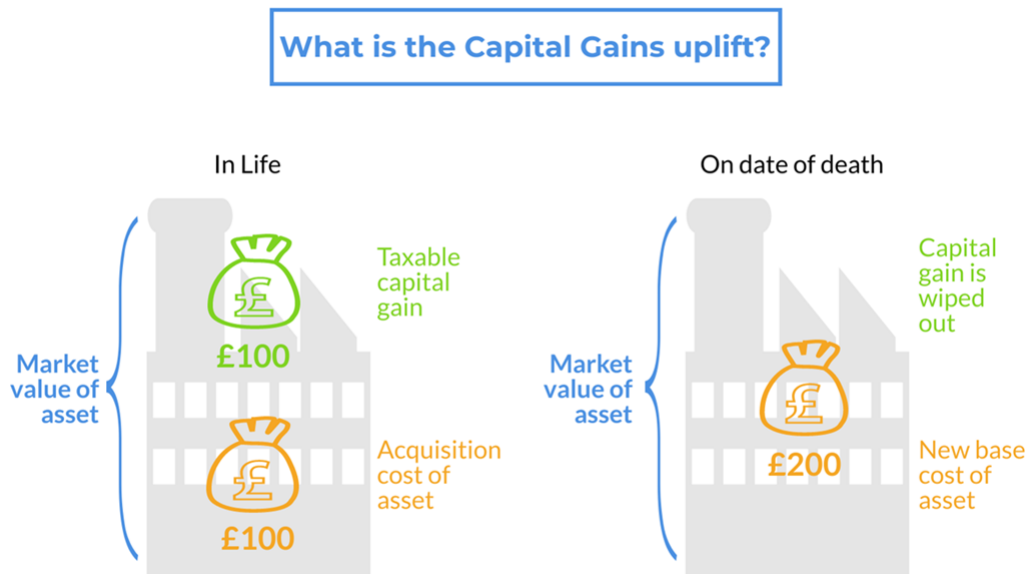 What is the Capital Gains uplift?
In Life
£
£100
Taxable
capital
gain
Market
value of
asset
£
£100
Acquisition
cost of
asset
On date of death
Capital
gain is
wiped
out
Market
value of
asset
£
£200
New base
cost of
asset